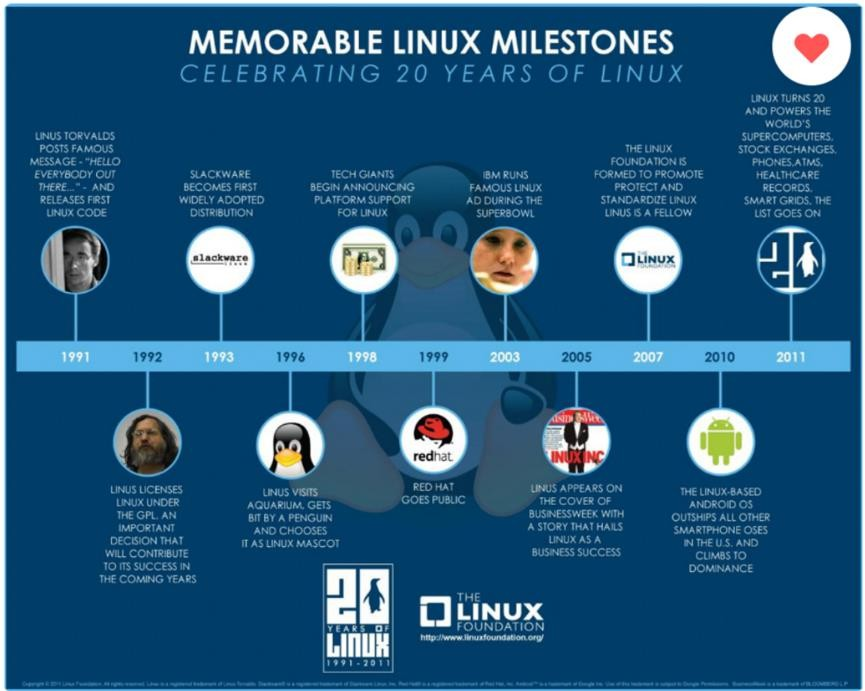 MEMORABLE LINUX MILESTONES
CELEBRATING 20 YEARS OF LINUX
LINUS TORVALDS
POSTS FAMOUS
MESSAGE - "HELLO
EVERYBODY OUT
THERE..." - AND
RELEASES FIRST
LINUX CODE
SLACKWARE
BECOMES FIRST
WIDELY ADOPTED
DISTRIBUTION
slackware
linux
TECH GIANTS
BEGIN ANNOUNCING
PLATFORM SUPPORT
FOR LINUX
IBM RUNS
FAMOUS LINUX
AD DURING THE
SUPERBOWL
THE LINUX
FOUNDATION IS
FORMED TO PROMOTE
PROTECT AND
STANDARDIZE LINUX
LINUS IS A FELLOW
THE
LINUX
FOUNDATION
LINUX TURNS 20
AND POWERS THE
WORLD'S
SUPERCOMPUTERS,
STOCK EXCHANGES,
PHONES,ATMS,
HEALTHCARE
RECORDS,
SMART GRIDS, THE
LIST GOES ON
1991 1992 1993 1996 1998 1999 2003 2005 2007 2010 2011
LINUS LICENSES
LINUX UNDER
THE GPL, AN
IMPORTANT
DECISION THAT
WILL CONTRIBUTE
TO ITS SUCCESS IN
THE COMING YEARS
LINUS VISITS
AQUARIUM, GETS
BIT BY A PENGUIN
AND CHOOSES
IT AS LINUX MASCOT
redhat.
RED HAT
GOES PUBLIC
LINUX INC
LINUS APPEARS ON
THE COVER OF
BUSINESSWEEK WITH
A STORY THAT HAILS
LINUX AS A
BUSINESS SUCCESS
THE LINUX-BASED
ANDROID OS
OUTSHIPS ALL OTHER
SMARTPHONE OSES
IN THE U.S. AND
CLIMBS TO
DOMINANCE
20
YEARS OF
LINUX
1991-2011
THE
LINUX
FOUNDATION
http://www.linuxfoundation.org/